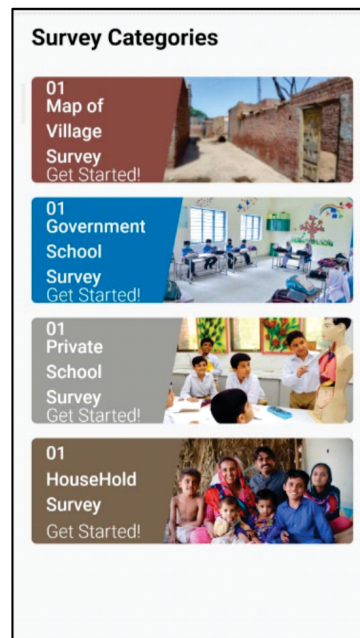 Survey Categories
01
Map of
Village
Survey
Get Started!
01
Government
School
Survey
Get Started!
01
Private
School
Survey
Get Started!
01
HouseHold
Survey
Get Started!